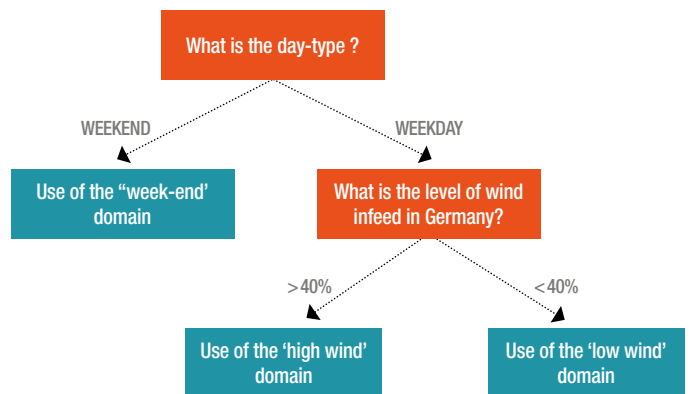 What is the day-type ?
WEEKEND
WEEKDAY
Use of the “week-end’
domain
What is the level of wind
infeed in Germany?
>40%
<40%
Use of the ‘high wind’
domain
Use of the ‘low wind’
domain